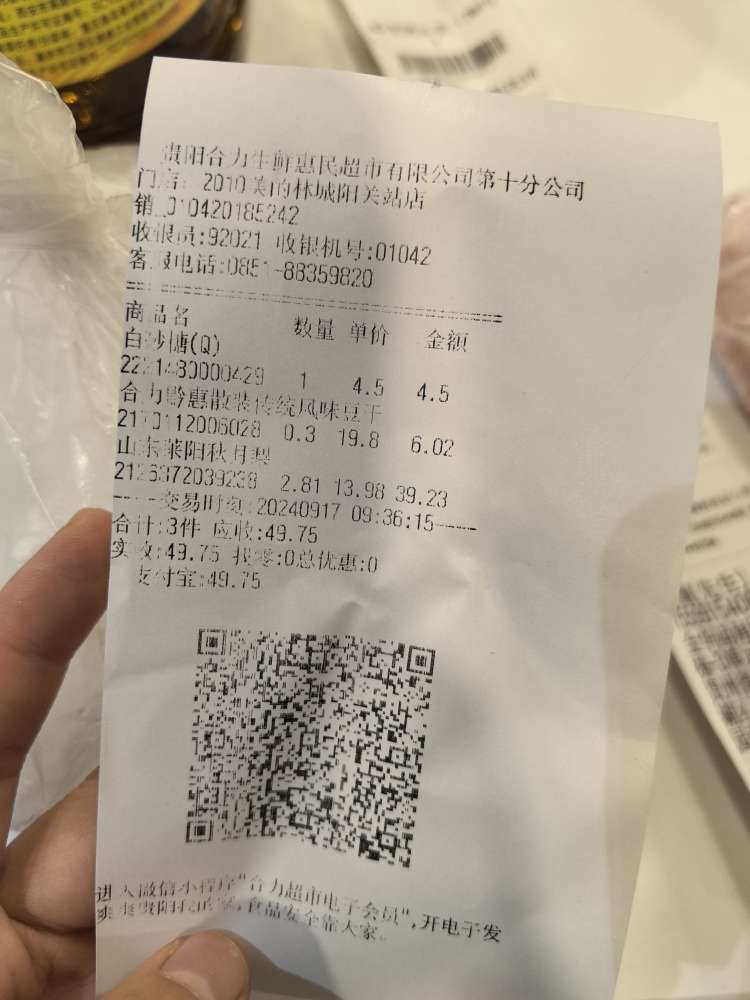 贵阳合力生鲜惠民超市有限公司第十分公司
门店: 2010美的林城阳关站店
销 010420185242
收银员:92021 收银机号:01042
客服电话:0851-88359820
商品名 数量 单价 金额
白沙糖(Q)
2221480000429 1 4.5 4.5
合力黔惠散装传统风味豆干
2170112006028 0.3 19.8 6.02
山东莱阳秋月梨
2126372039238 2.81 13.98 39.23
----交易时刻:20240917 09:36:15----
合计:3件 应收:49.75
实收:49.75 找零:0总优惠:0
支付宝:49.75
进入微信小程序"合力超市电子会员",开电子发
爽爽贵阳 家,食品安全靠大家。